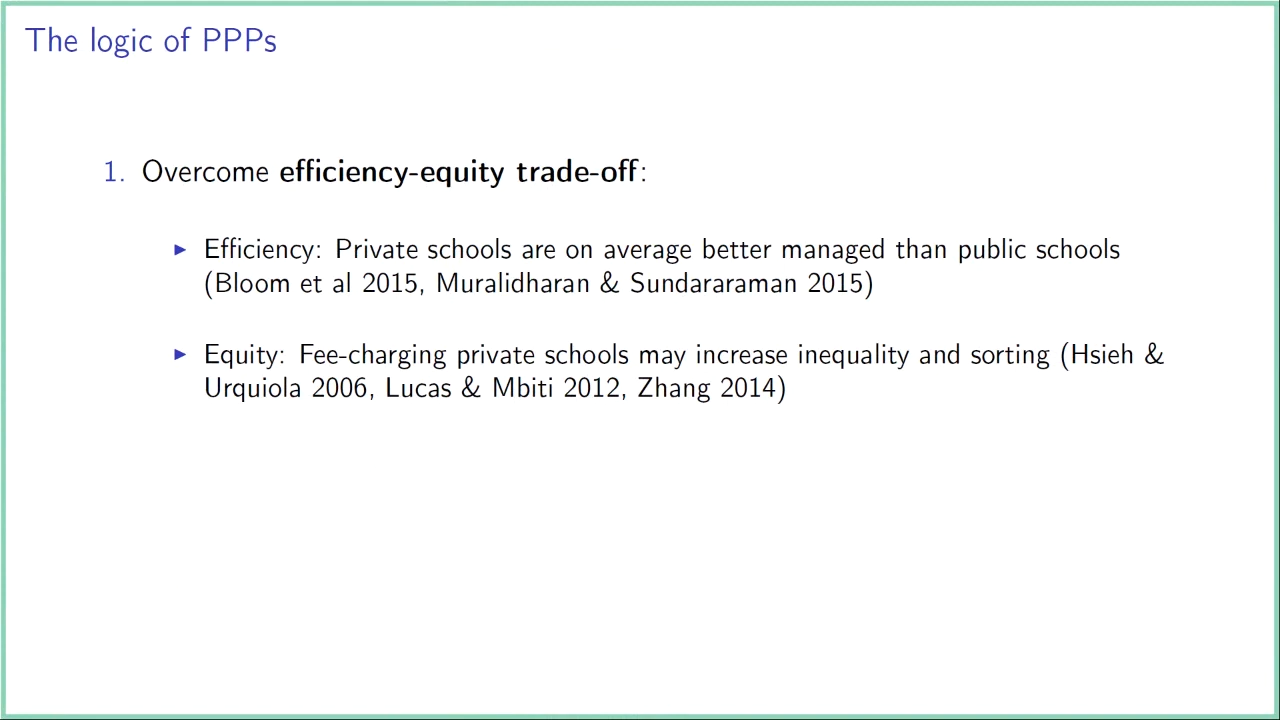 The logic of PPPs
1. Overcome efficiency-equity trade-off:
▶ Efficiency: Private schools are on average better managed than public schools
(Bloom et al 2015, Muralidharan & Sundararaman 2015)
▶ Equity: Fee-charging private schools may increase inequality and sorting (Hsieh &
Urquiola 2006, Lucas & Mbiti 2012, Zhang 2014)